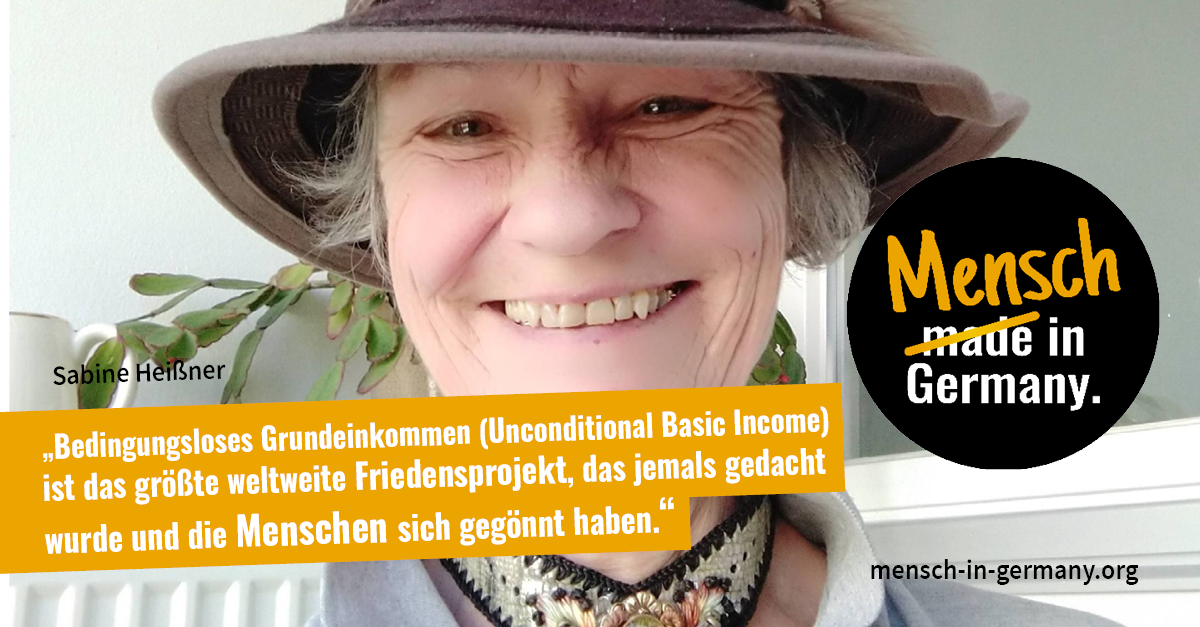 Sabine Heißner
„Bedingungsloses Grundeinkommen (Unconditional Basic Income)
ist das größte weltweite Friedensprojekt, das jemals gedacht
wurde und die Menschen sich gegönnt haben.“
Mensch
made in
Germany.
mensch-in-germany.org